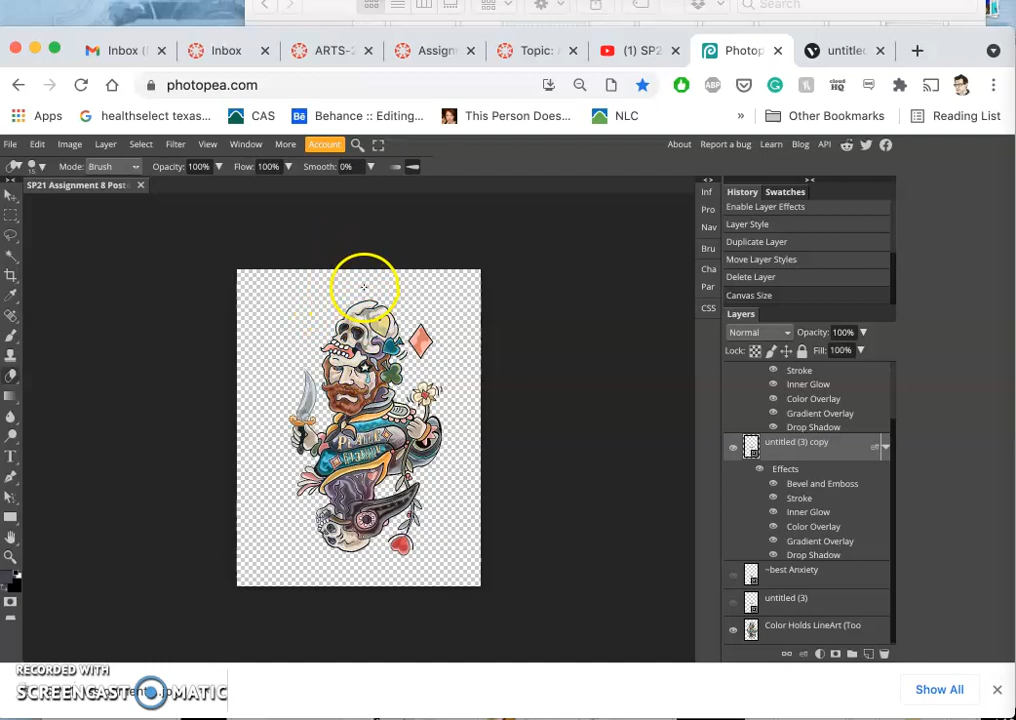 Search
Inbox (
Inbox
ARTS-2
Assign
Topic: A
(1) SP2
Photop
untitle
photopea.com
Apps
healthselect texas...
CAS
Behance :: Editing...
This Person Does...
NLC
»
Other Bookmarks
Reading List
File Edit Image Layer Select Filter View Window More Account
About Report a bug Learn Blog API
15 Mode: Brush Opacity: 100% Flow: 100% Smooth: 0%
SP21 Assignment 8 Post
Inf
Pro
Nav
Bru
Cha
Par
CSS
History Swatches
Enable Layer Effects
Layer Style
Duplicate Layer
Move Layer Styles
Delete Layer
Canvas Size
Layers
Normal Opacity: 100%
Lock: Fill: 100%
Stroke
Inner Glow
Color Overlay
Gradient Overlay
Drop Shadow
untitled (3) copy
Effects
Bevel and Emboss
Stroke
Inner Glow
Color Overlay
Gradient Overlay
Drop Shadow
~best Anxiety
untitled (3)
Color Holds LineArt (Too
RECORDED WITH
SCREENCAST MATIC
Show All